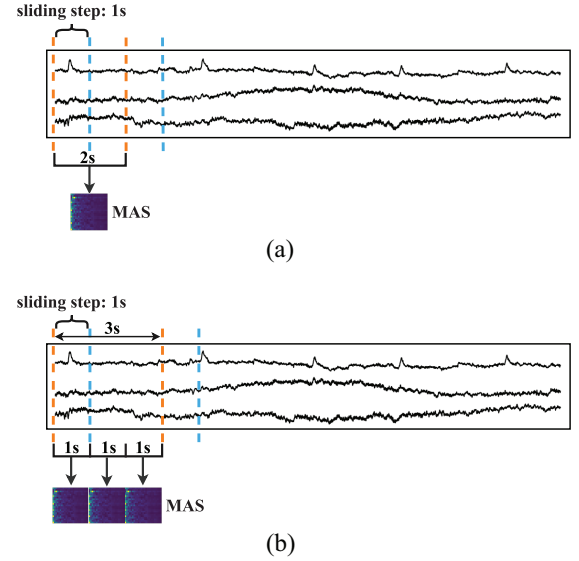 sliding step: 1s
2s
MAS
(a)
sliding step: 1s
3s
1s 1s 1s
MAS
(b)